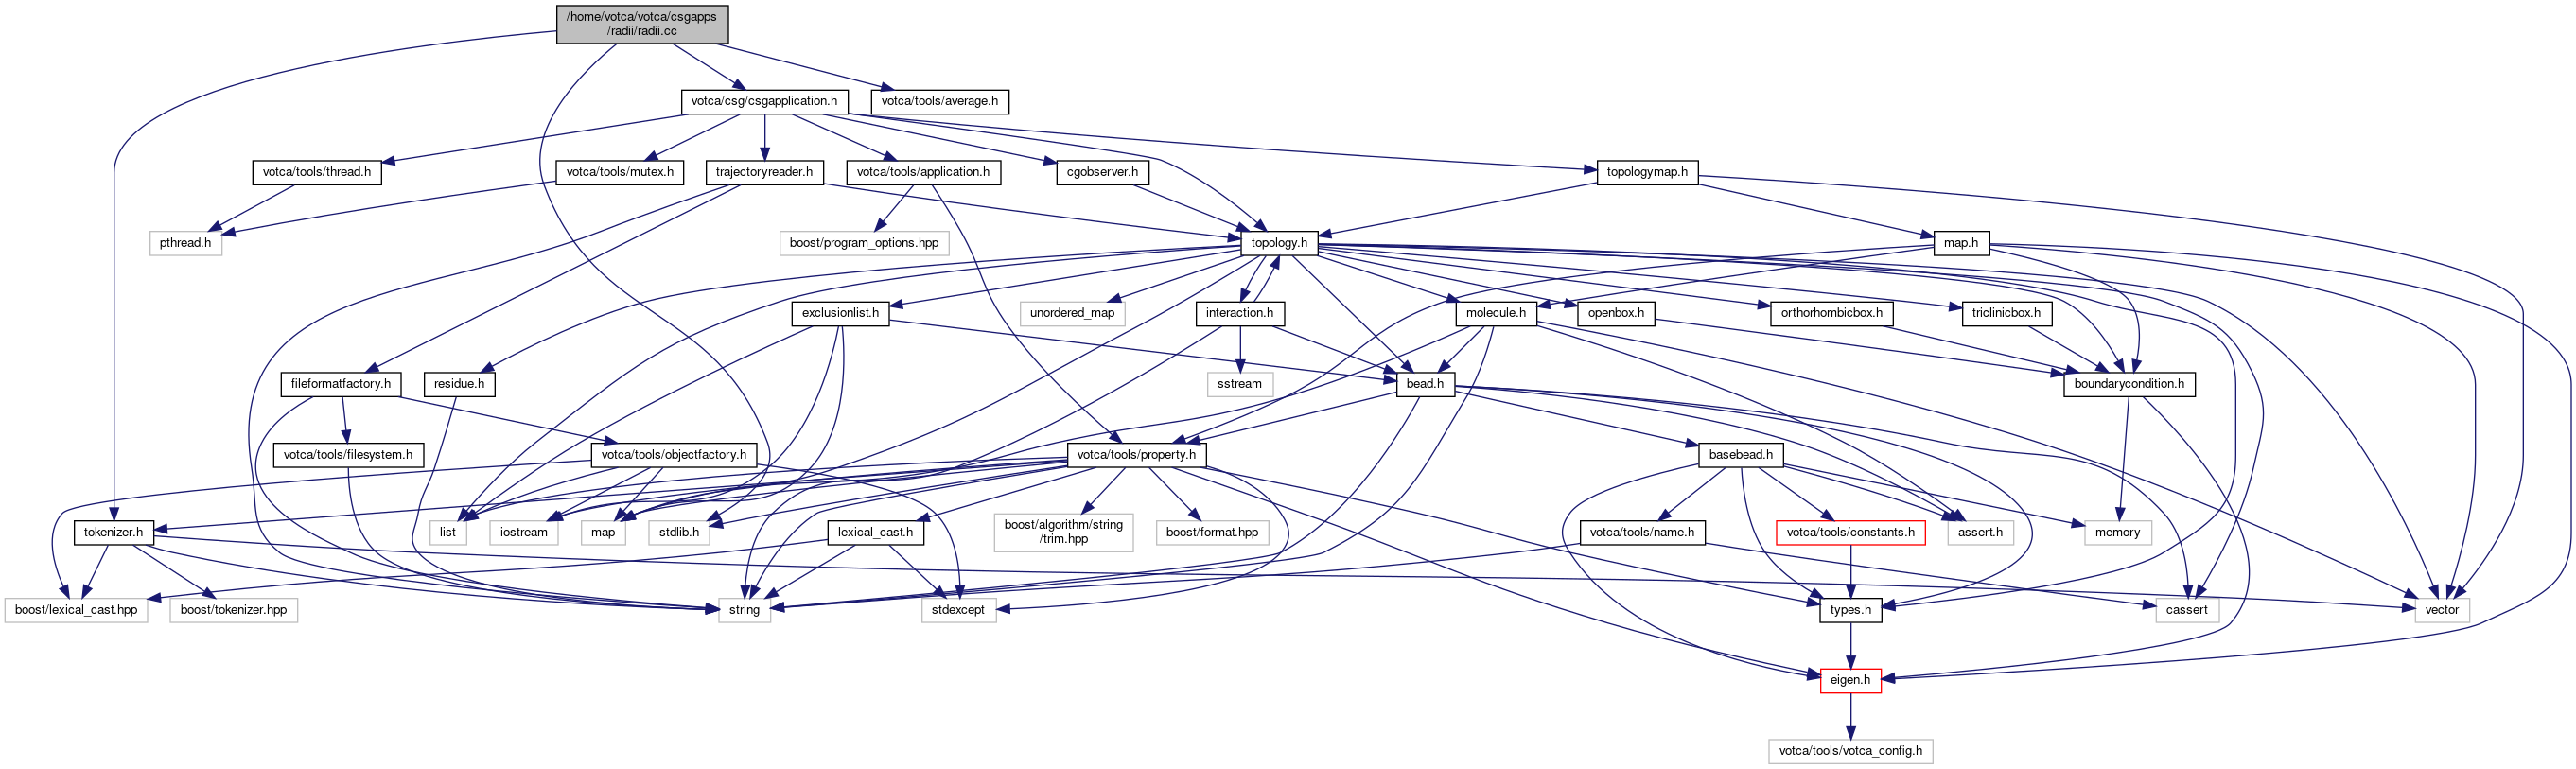 /home/votca/votca/csgapps
/radii/radii.cc
votca/csg/csgapplication.h
votca/tools/average.h
votca/tools/thread.h
votca/tools/mutex.h
trajectoryreader.h
votca/tools/application.h
cgobserver.h
topologymap.h
pthread.h
boost/program_options.hpp
topology.h
map.h
exclusionlist.h
unordered_map
interaction.h
molecule.h
openbox.h
orthorhombicbox.h
triclinicbox.h
fileformatfactory.h
residue.h
sstream
bead.h
boundarycondition.h
votca/tools/filesystem.h
votca/tools/objectfactory.h
votca/tools/property.h
basebead.h
tokenizer.h
list
iostream
map
stdlib.h
lexical_cast.h
boost/algorithm/string
/trim.hpp
boost/format.hpp
votca/tools/name.h
votca/tools/constants.h
assert.h
memory
boost/lexical_cast.hpp
boost/tokenizer.hpp
string
stdexcept
types.h
cassert
vector
eigen.h
votca/tools/votca_config.h